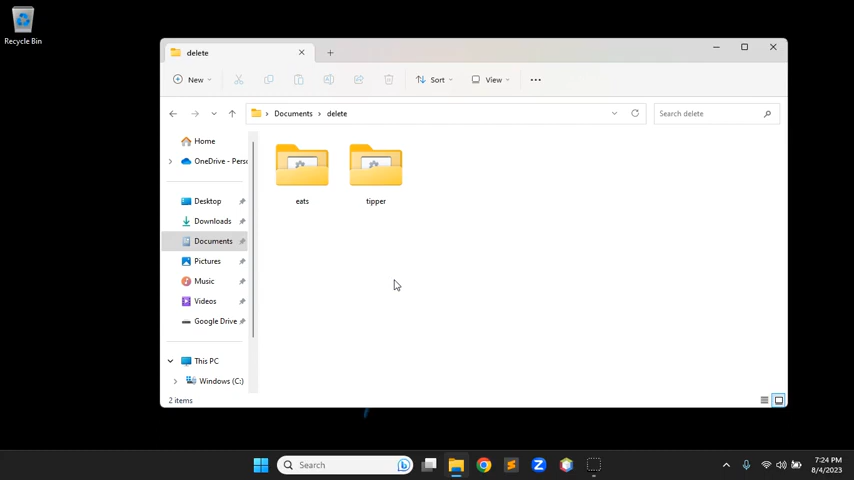 Recycle Bin
delete
New
Sort
View
Documents
delete
Search delete
Home
OneDrive - Perso
Desktop
Downloads
Documents
Pictures
Music
Videos
Google Drive
This PC
Windows (C:)
eats
tipper
2 items
Search
7:24 PM
8/4/2023